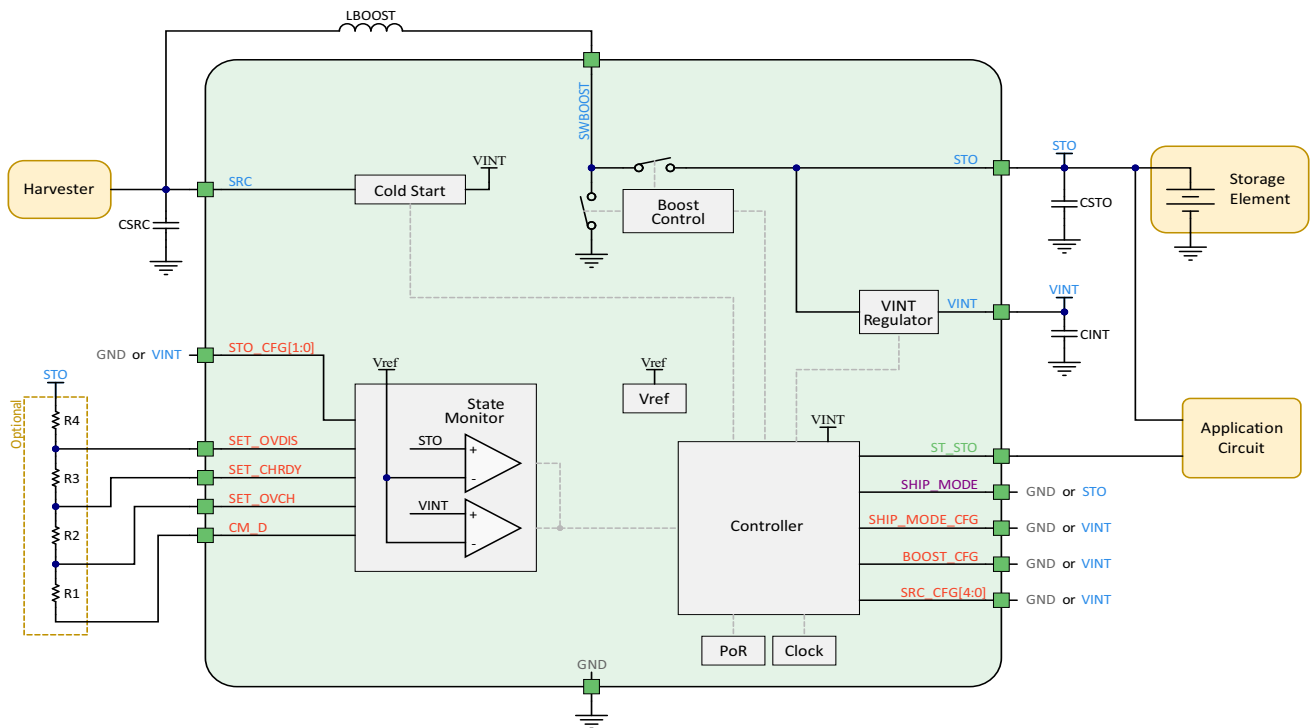 LBOOST
SWBOOST
Harvester
SRC
CSRC
Cold Start
VINT
Boost
Control
STO
STO
CSTO
Storage
Element
VINT
Regulator
VINT
VINT
CINT
GND or VINT
STO_CFG[1:0]
STO
Optional
R4
R3
R2
R1
SET_OVDIS
SET_CHRDY
SET_OVCH
CM_D
Vref
State
Monitor
STO
+
-
VINT
+
-
Vref
Vref
VINT
Controller
PoR
Clock
ST_STO
Application
Circuit
SHIP_MODE
GND or STO
SHIP_MODE_CFG
GND or VINT
BOOST_CFG
GND or VINT
SRC_CFG[4:0]
GND or VINT
GND